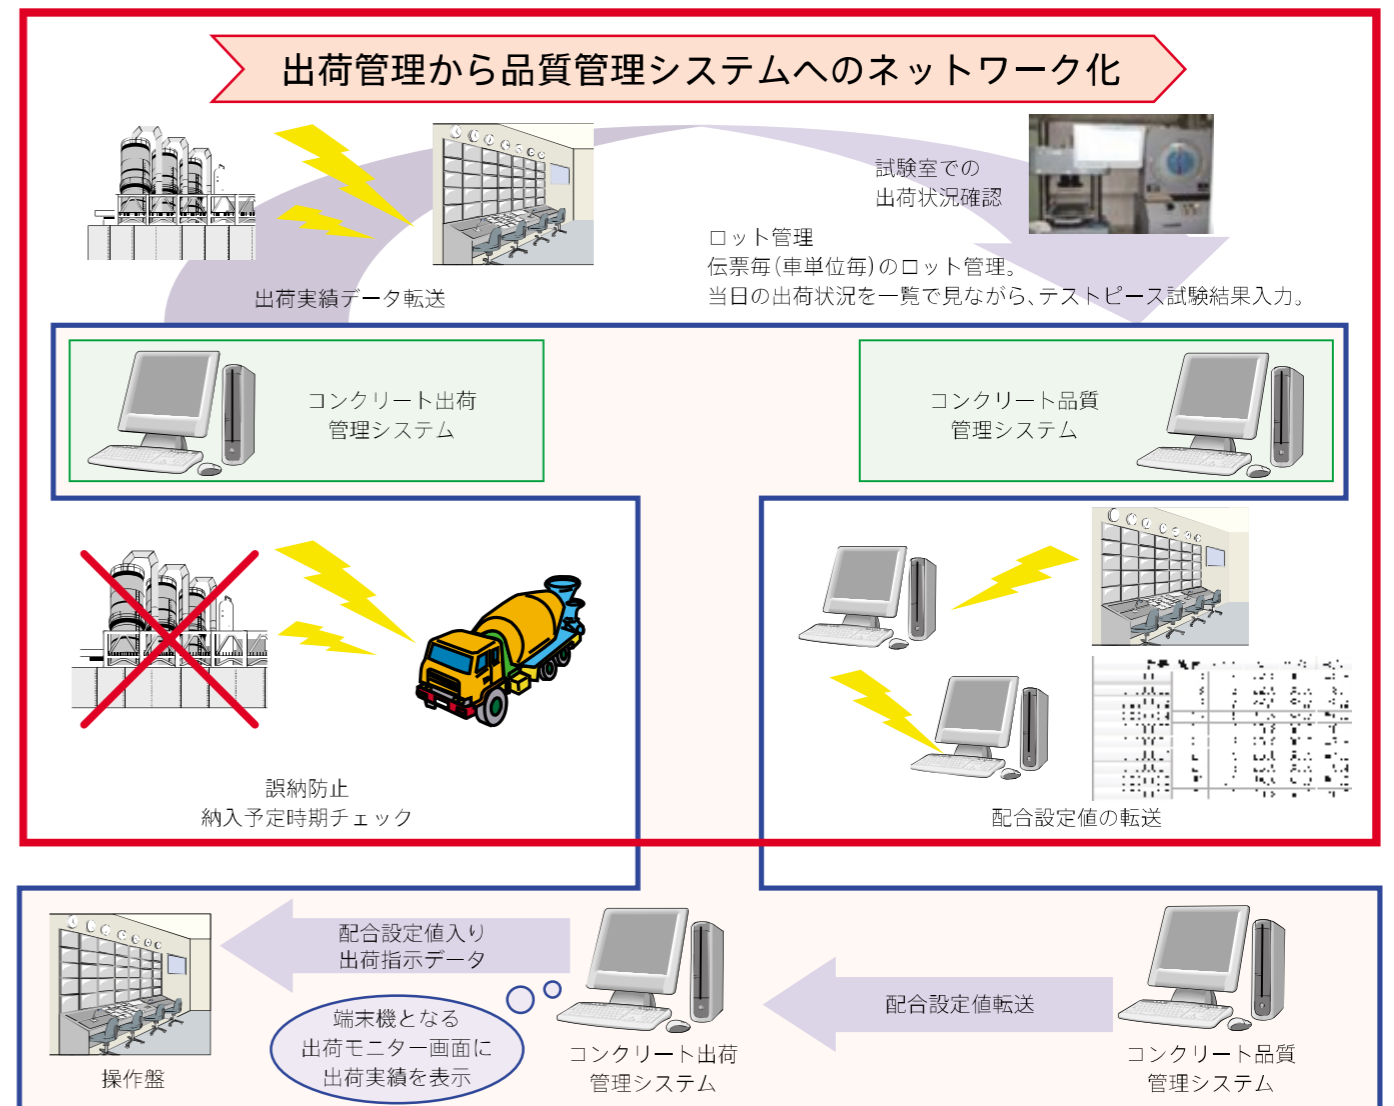 出荷管理から品質管理システムへのネットワーク化
出荷実績データ転送
試験室での
出荷状況確認
ロット管理
伝票毎(車単位毎)のロット管理。
当日の出荷状況を一覧で見ながら、テストピース試験結果入力。
コンクリート出荷
管理システム
コンクリート品質
管理システム
誤納防止
納入予定時期チェック
配合設定値の転送
配合設定値入り
出荷指示データ
端末機となる
出荷モニター画面に
出荷実績を表示
操作盤
コンクリート出荷
管理システム
配合設定値転送
コンクリート品質
管理システム